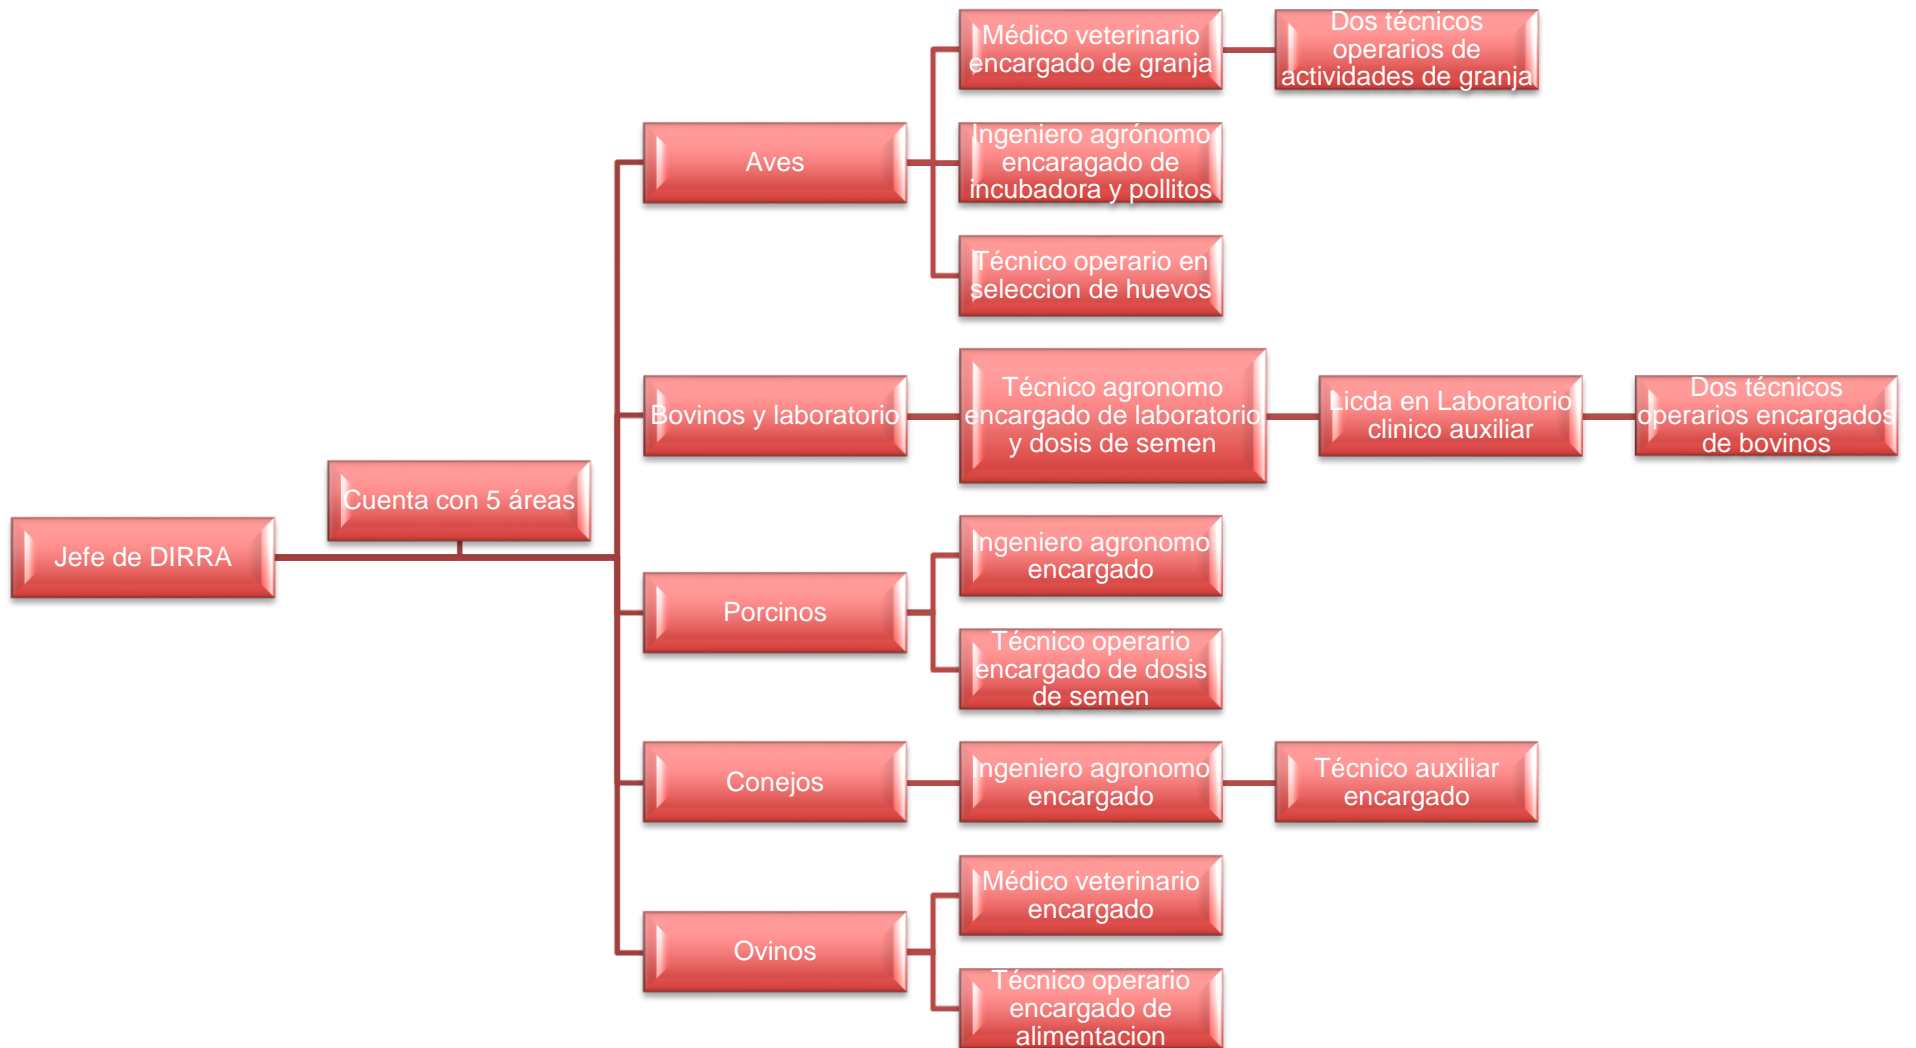 Jefe de DIRRA
Cuenta con 5 áreas
Aves
Médico veterinario
encargado de granja
Dos técnicos
operarios de
actividades de granja
Ingeniero agrónomo
encaragado de
incubadora y pollitos
Técnico operario en
seleccion de huevos
Bovinos y laboratorio
Técnico agronomo
encargado de laboratorio
y dosis de semen
Licda en Laboratorio
clinico auxiliar
Dos técnicos
operarios encargados
de bovinos
Porcinos
Ingeniero agronomo
encargado
Técnico operario
encargado de dosis
de semen
Conejos
Ingeniero agronomo
encargado
Técnico auxiliar
encargado
Ovinos
Médico veterinario
encargado
Técnico operario
encargado de
alimentacion